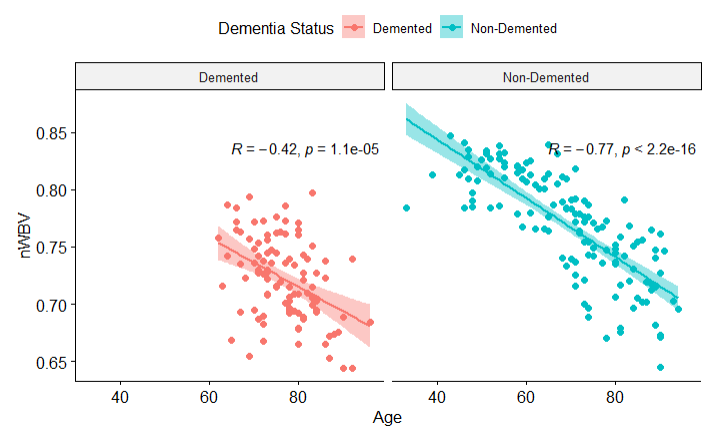 Dementia Status Demented Non-Demented
Demented Non-Demented
R = −0.42, p = 1.1e-05 R = −0.77, p < 2.2e-16
0.85
0.80
0.75
0.70
0.65
nWBV
40 60 80 40 60 80
Age